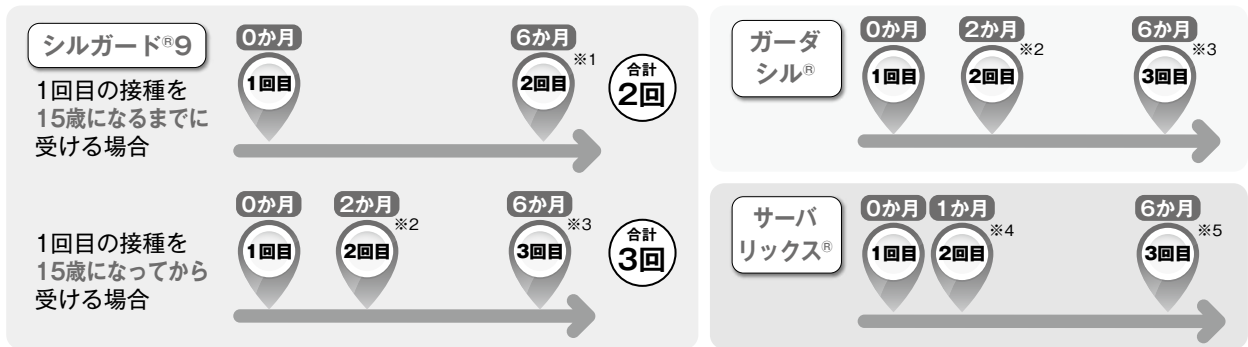 シルガード®9
1回目の接種を
15歳になるまでに
受ける場合
0か月
1回目
6か月
※1
2回目
合計
2回
1回目の接種を
15歳になってから
受ける場合
0か月
1回目
2か月
※2
2回目
6か月
※3
3回目
合計
3回
ガーダ
シル®
0か月
1回目
2か月
※2
2回目
6か月
※3
3回目
サーバ
リックス®
0か月
1回目
1か月
※4
2回目
6か月
※5
3回目